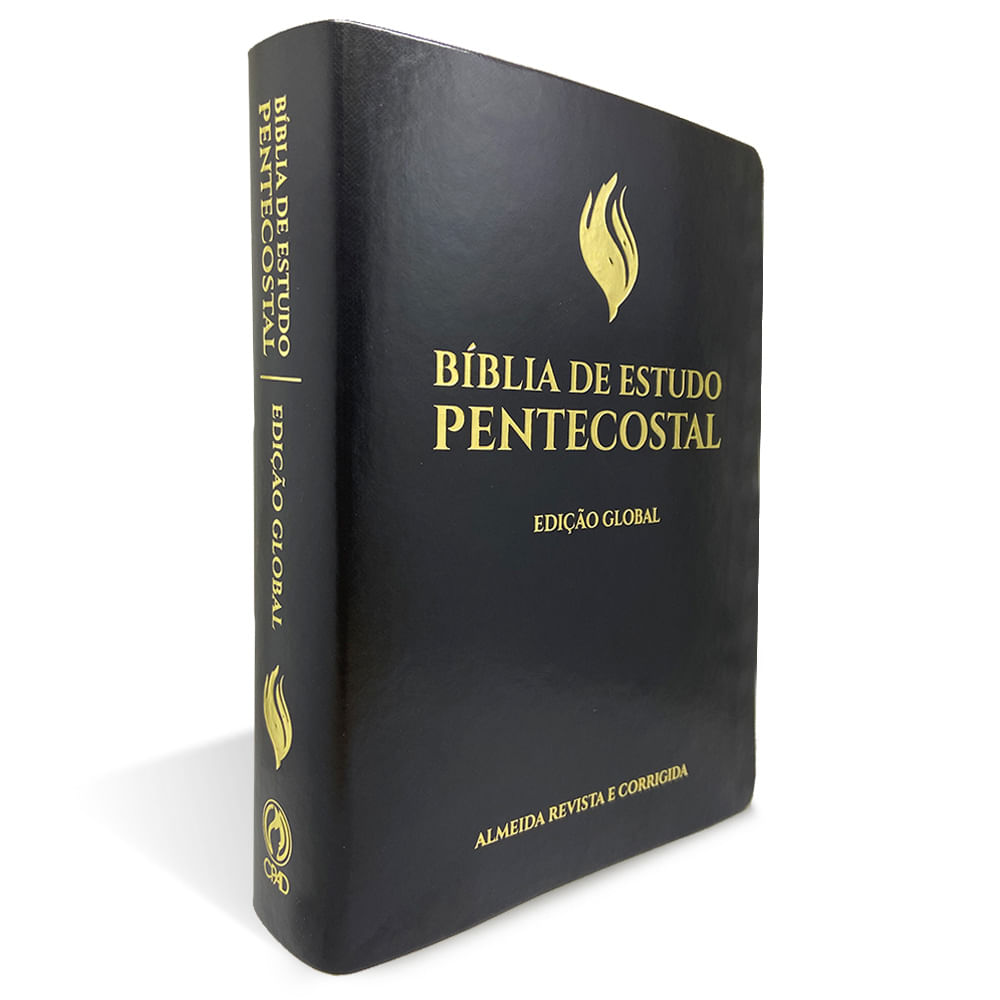 BÍBLIA DE ESTUDO
PENTECOSTAL
EDIÇÃO GLOBAL
CPAD
BÍBLIA DE ESTUDO
PENTECOSTAL
EDIÇÃO GLOBAL
ALMEIDA REVISTA E CORRIGIDA